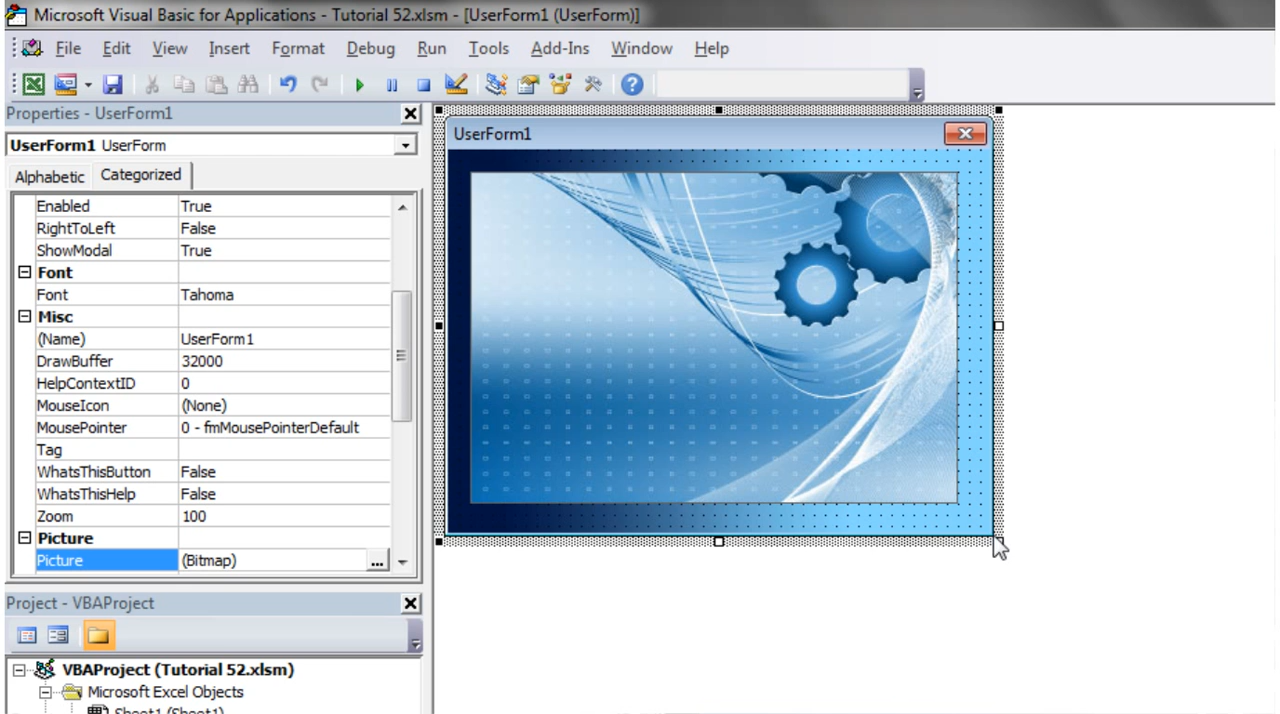 Microsoft Visual Basic for Applications - Tutorial 52.xlsm - [UserForm1 (UserForm)]
File Edit View Insert Format Debug Run Tools Add-Ins Window Help
Properties - UserForm1
UserForm1 UserForm
Alphabetic Categorized
Enabled True
RightToLeft False
ShowModal True
Font
Font Tahoma
Misc
(Name) UserForm1
DrawBuffer 32000
HelpContextID 0
MouseIcon (None)
MousePointer 0 - fmMousePointerDefault
Tag
WhatsThisButton False
WhatsThisHelp False
Zoom 100
Picture
Picture (Bitmap) ...
Project - VBAProject
VBAProject (Tutorial 52.xlsm)
Microsoft Excel Objects
Sheet1 (Sheet1)
UserForm1